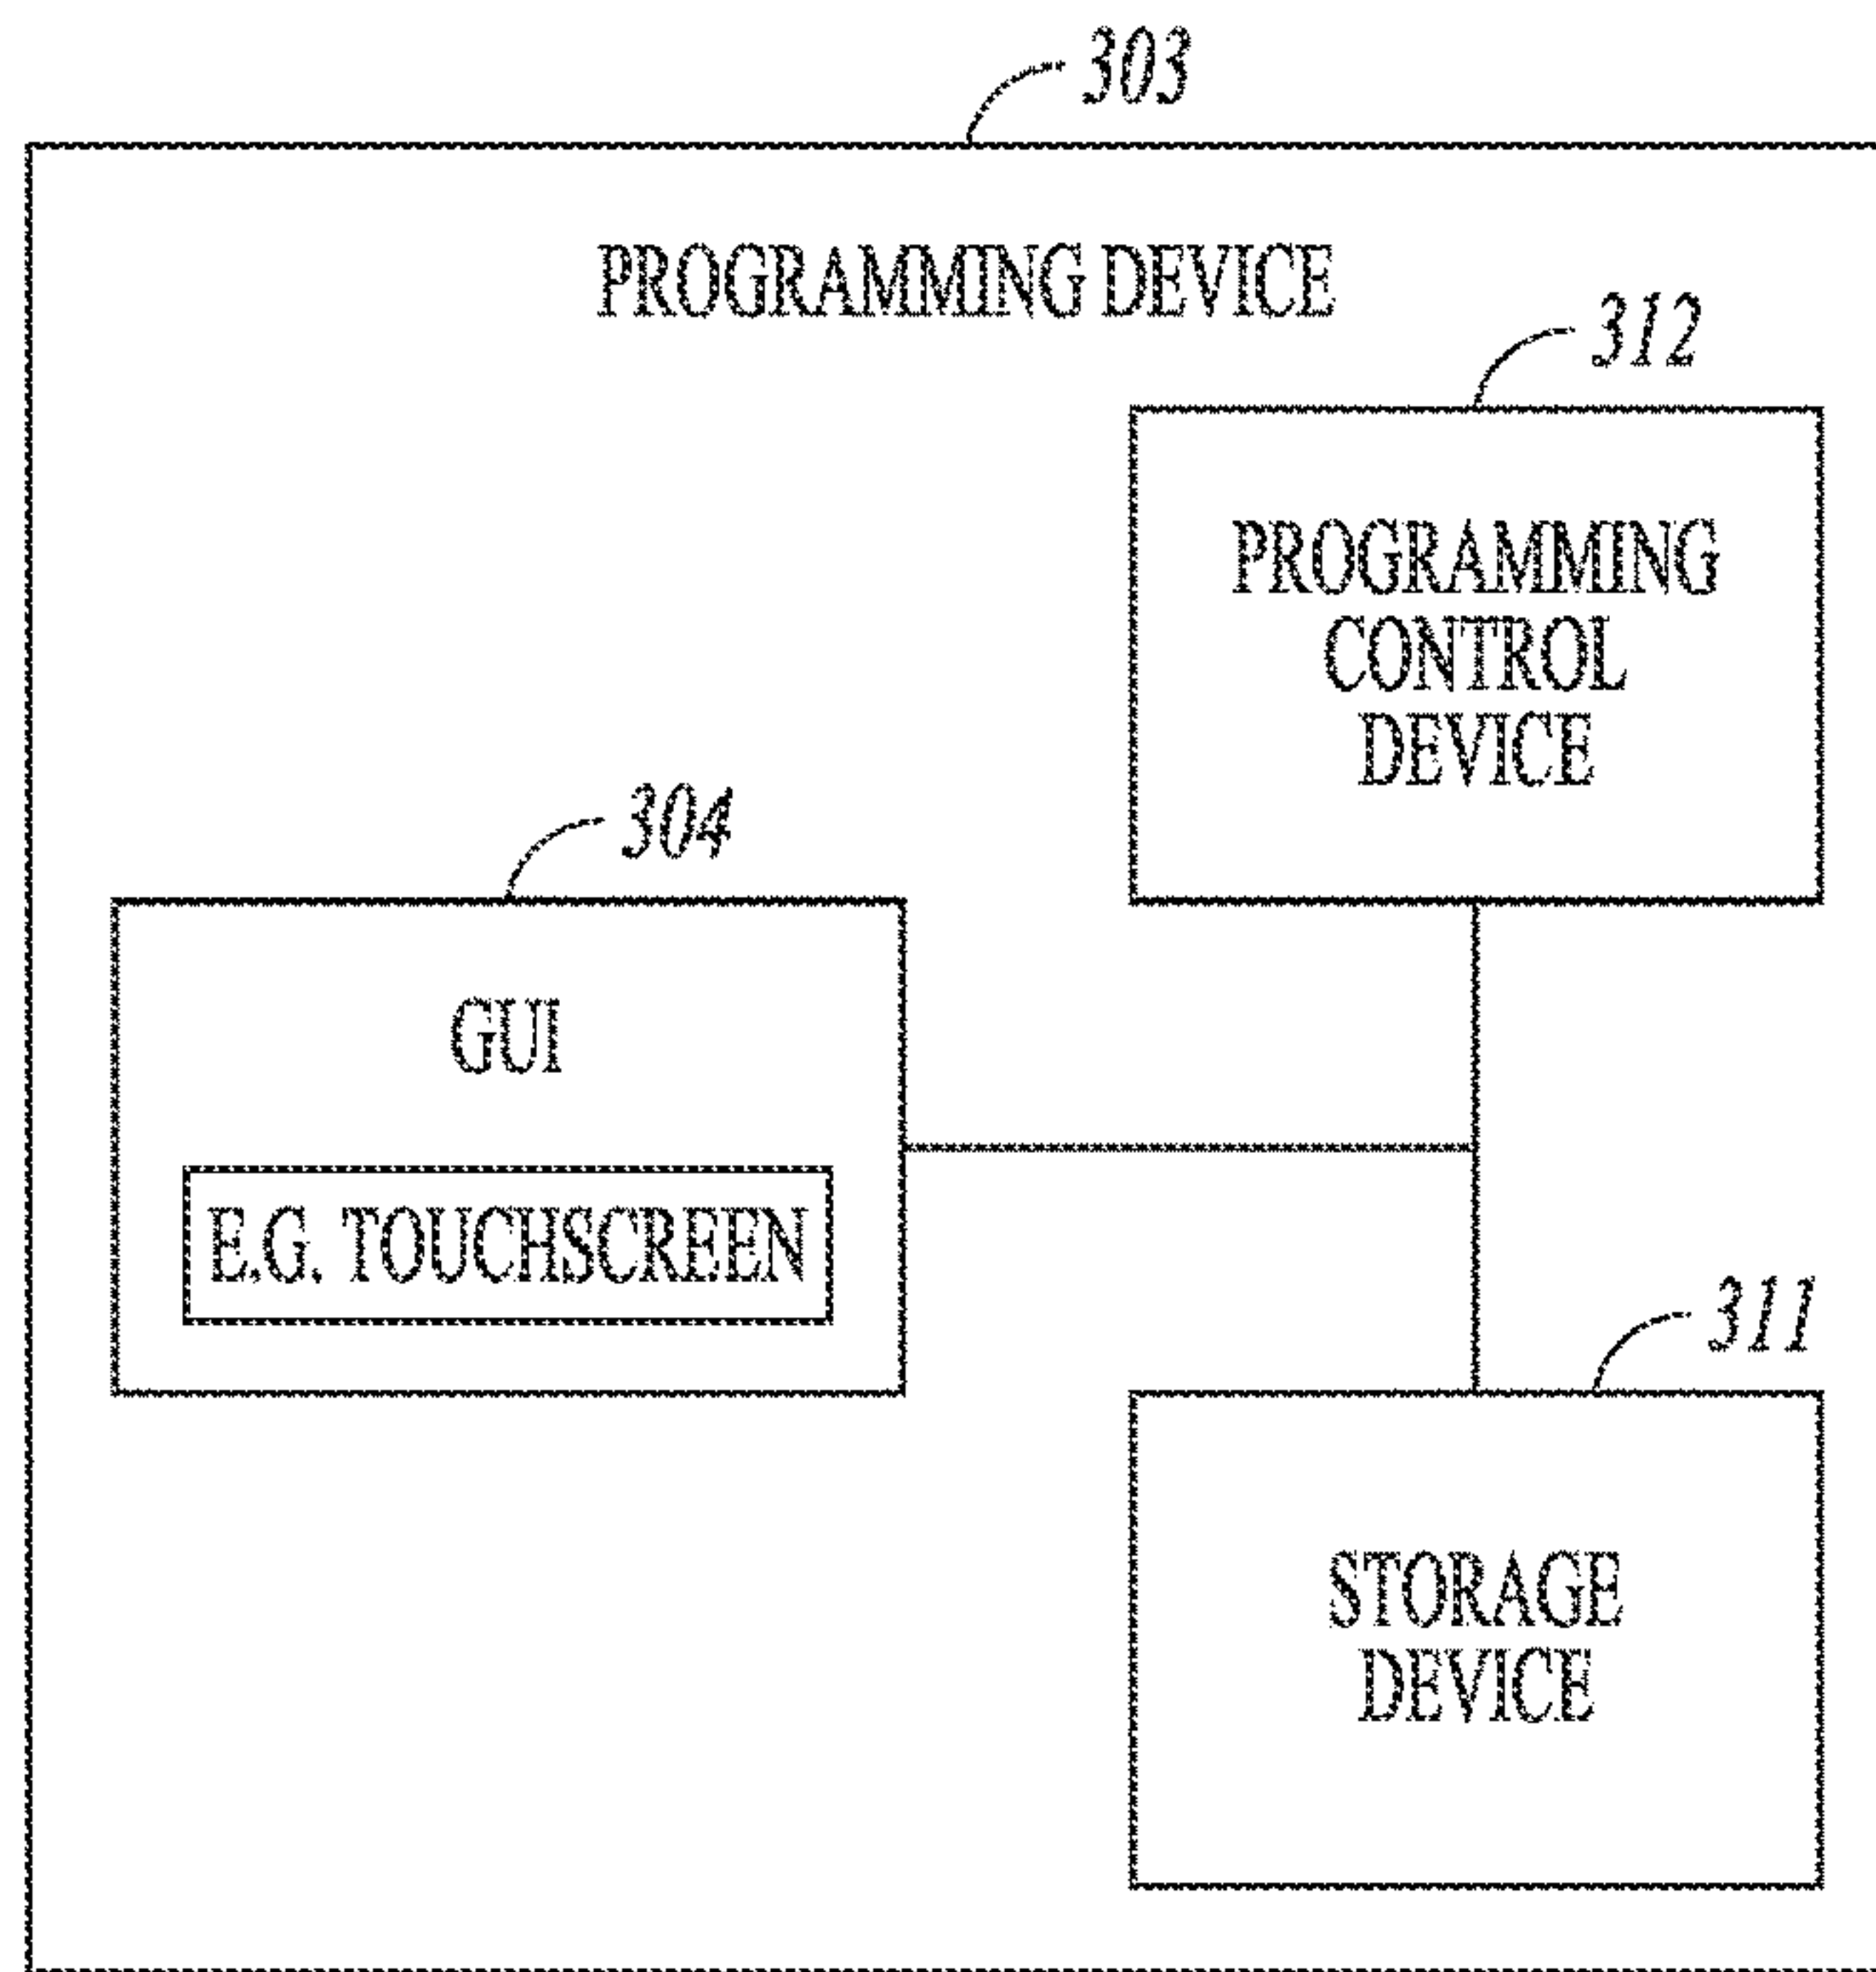 303
PROGRAMMING DEVICE
312
PROGRAMMING
CONTROL
DEVICE
304
GUI
E.G. TOUCHSCREEN
311
STORAGE
DEVICE